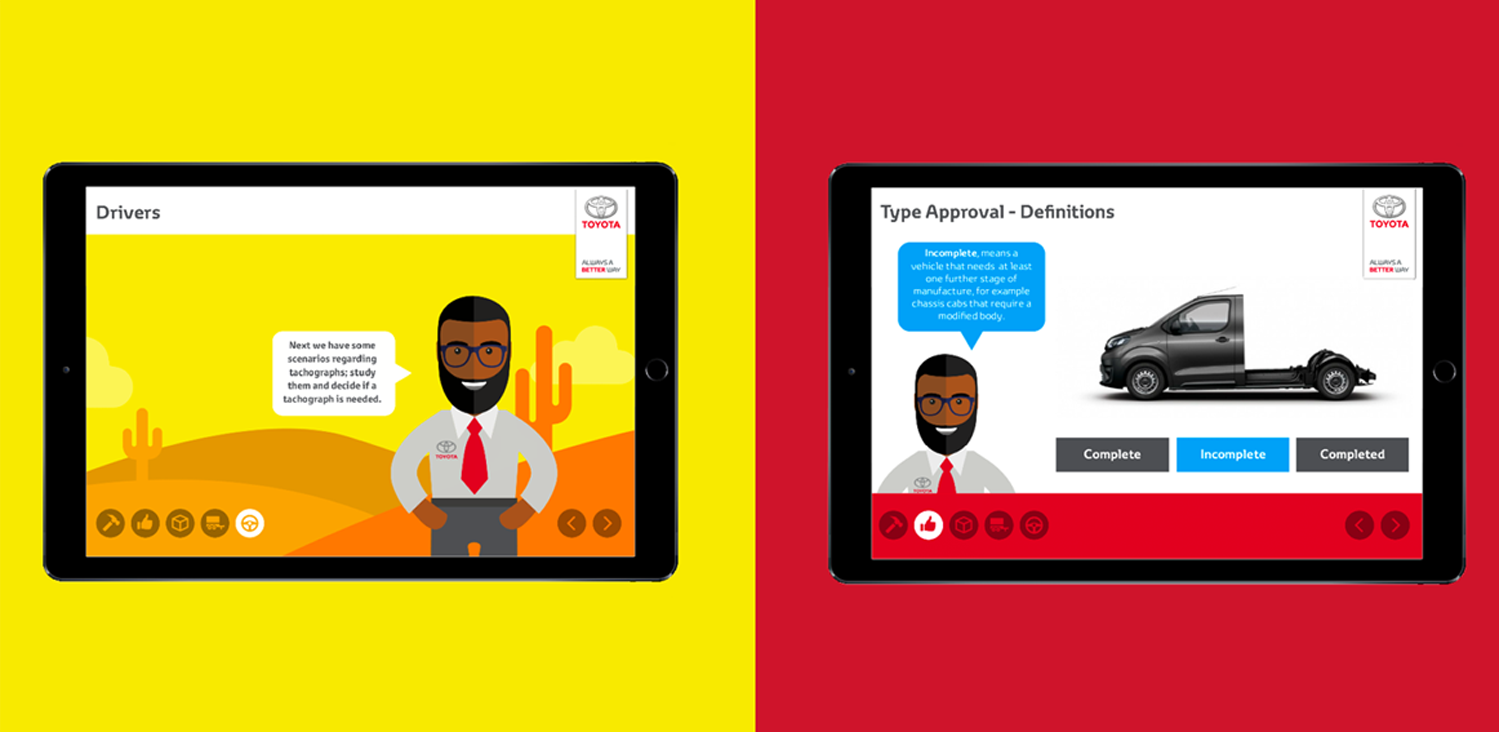 Drivers
TOYOTA
ALWAYS A
BETTER WAY
Next we have some
scenarios regarding
tachographs; study
them and decide if a
tachograph is needed.
TOYOTA
Type Approval - Definitions
TOYOTA
ALWAYS A
BETTER WAY
Incomplete, means a
vehicle that needs at least
one further stage of
manufacture, for example
chassis cabs that require a
modified body.
Complete
Incomplete
Completed
TOYOTA